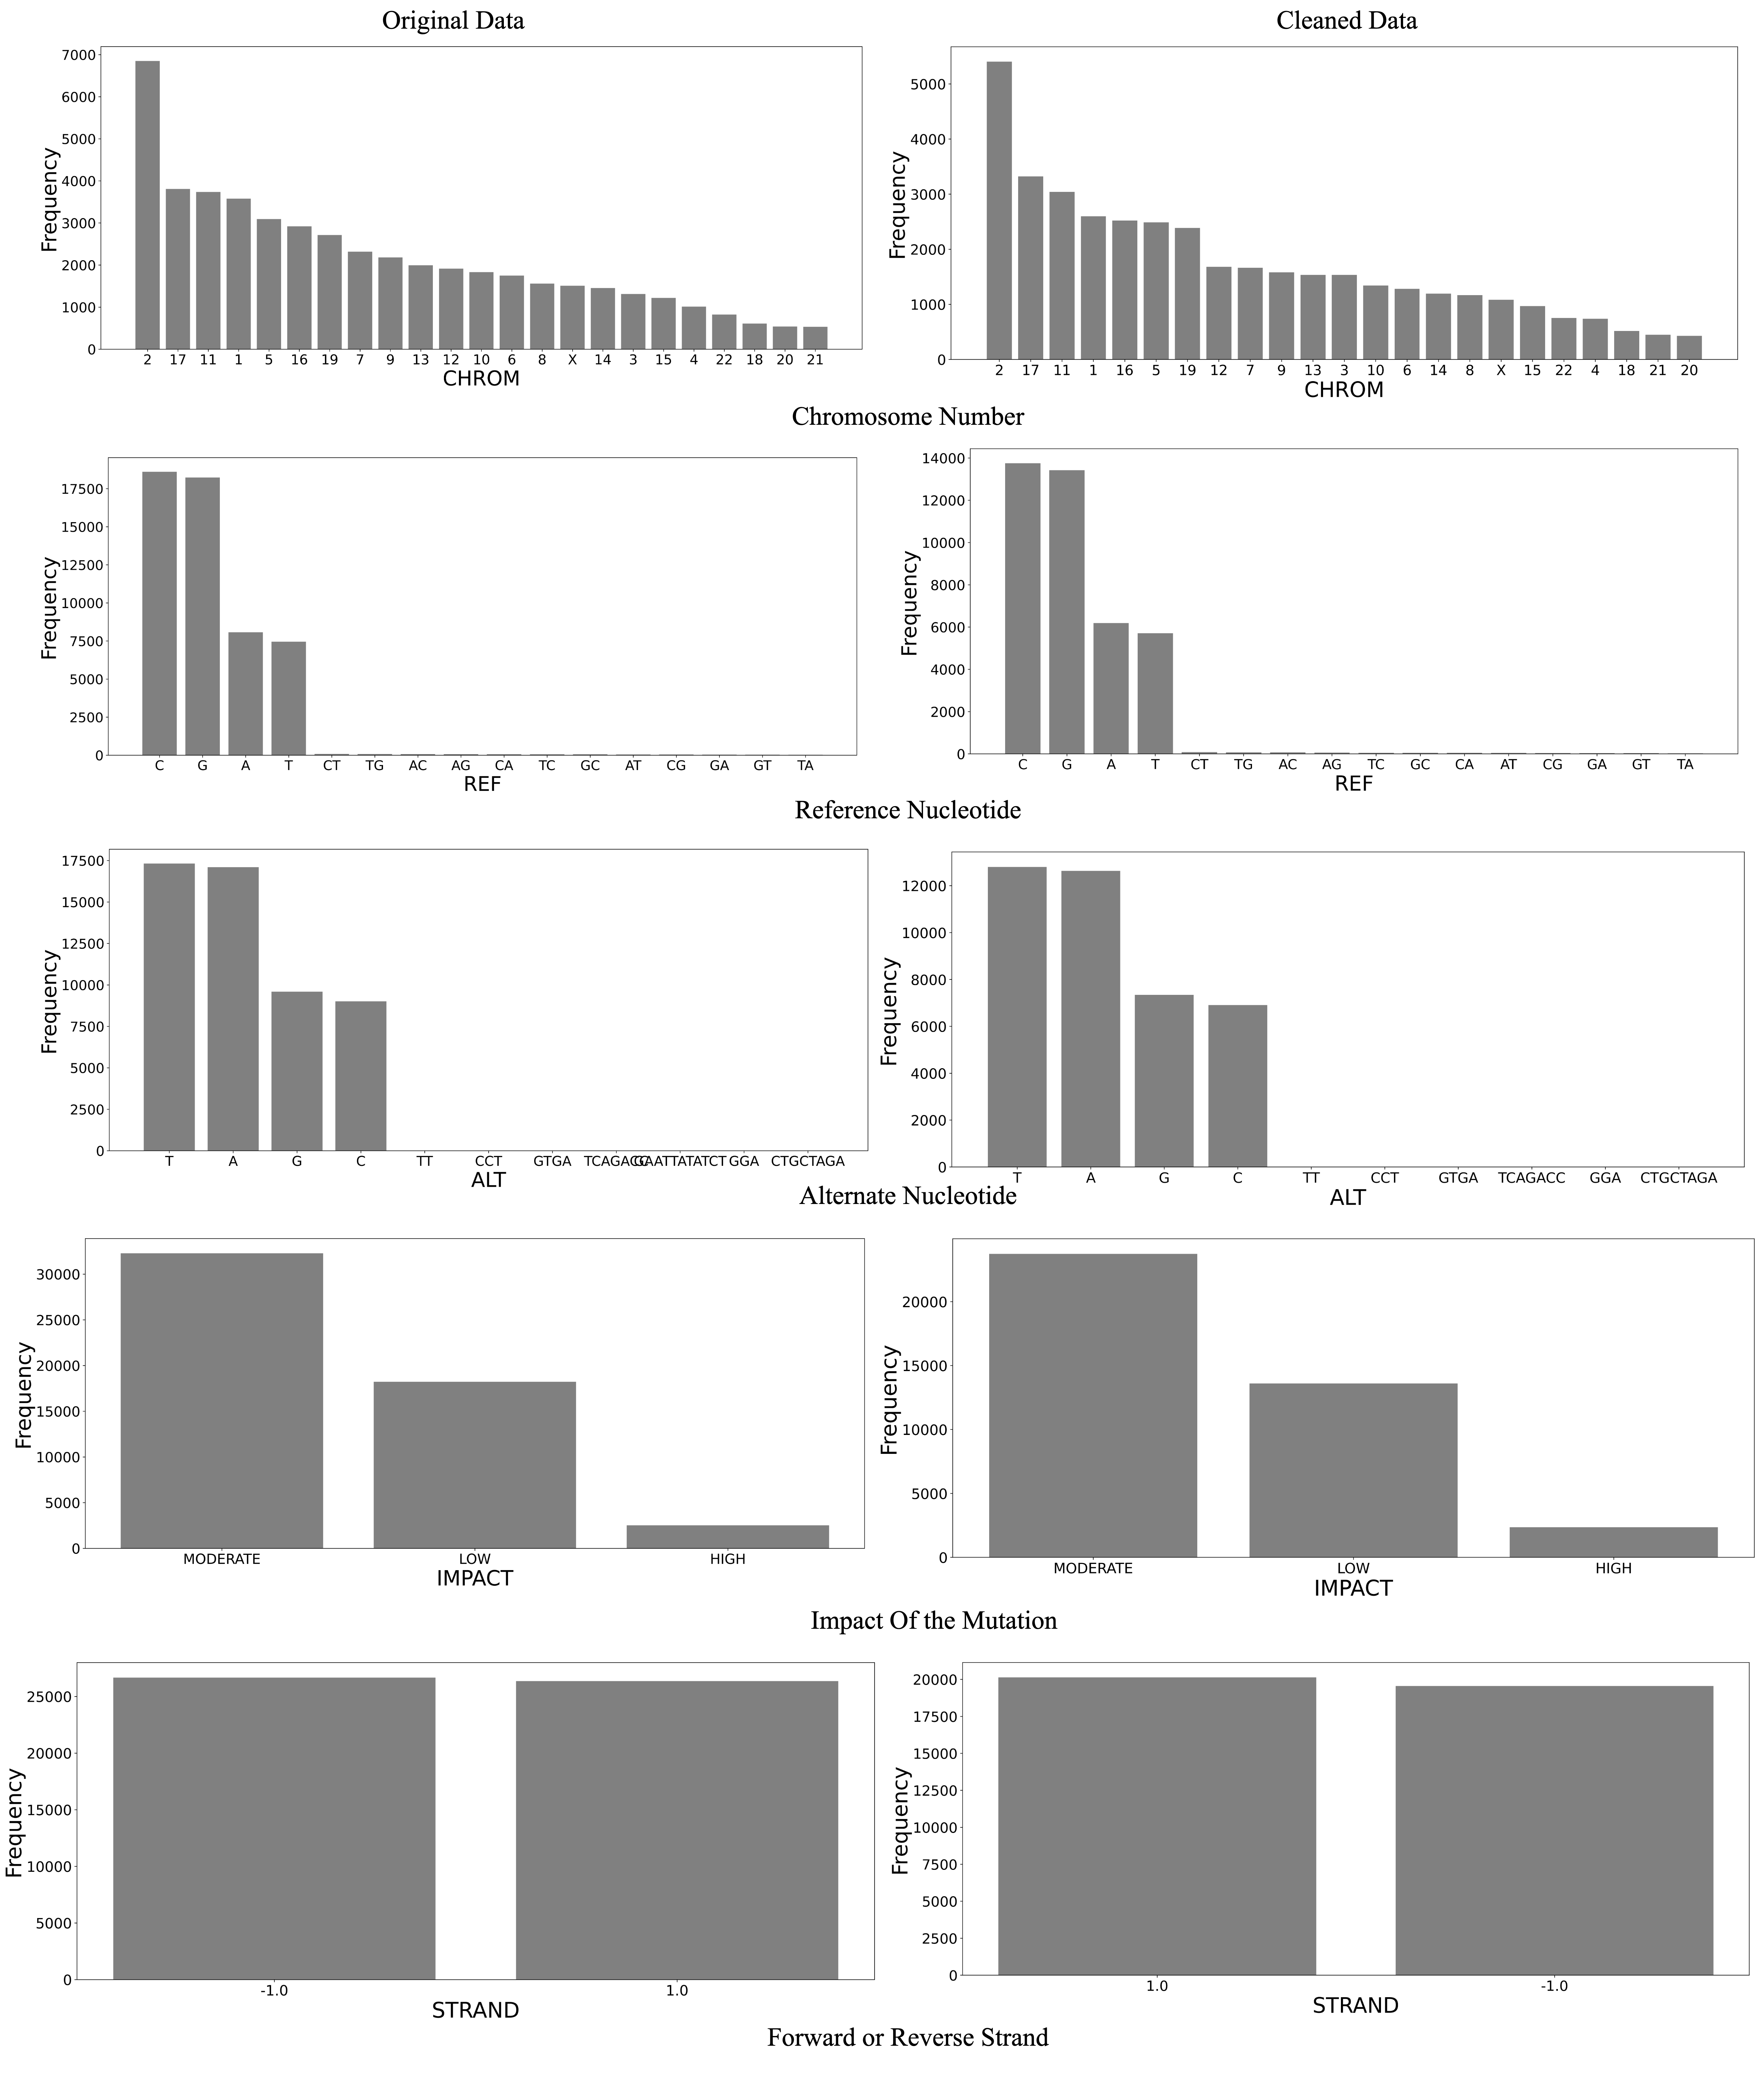 Original Data
Cleaned Data
7000
6000
5000
4000
3000
2000
1000
0
Frequency
2 17 11 1 5 16 19 7 9 13 12 10 6 8 X 14 3 15 4 22 18 20 21
CHROM
5000
4000
3000
2000
1000
0
Frequency
2 17 11 1 16 5 19 12 7 9 13 3 10 6 14 8 X 15 22 4 18 21 20
CHROM
Chromosome Number
17500
15000
12500
10000
7500
5000
2500
0
Frequency
C G A T CT TG AC AG CA TC GC AT CG GA GT TA
REF
14000
12000
10000
8000
6000
4000
2000
0
Frequency
C G A T CT TG AC AG TC GC CA AT CG GA GT TA
REF
Reference Nucleotide
17500
15000
12500
10000
7500
5000
2500
0
Frequency
T A G C TT CCT GTGA GGA CTGCTAGA
ALT
12000
10000
8000
6000
4000
2000
0
Frequency
T A G C TT CCT GTGA TCAGACC GGA CTGCTAGA
ALT
Alternate Nucleotide
30000
25000
20000
15000
10000
5000
0
Frequency
MODERATE LOW HIGH
IMPACT
20000
15000
10000
5000
0
Frequency
MODERATE LOW HIGH
IMPACT
Impact Of the Mutation
25000
20000
15000
10000
5000
0
Frequency
-1.0 1.0
STRAND
20000
17500
15000
12500
10000
7500
5000
2500
0
Frequency
1.0 -1.0
STRAND
Forward or Reverse Strand